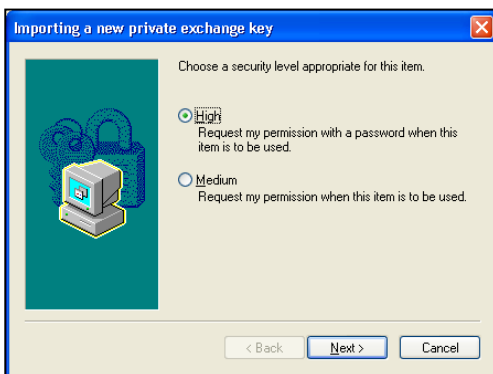 Importing a new private exchange key
Choose a security level appropriate for this item.
High
Request my permission with a password when this
item is to be used.
Medium
Request my permission when this item is to be used.
< Back
Next >
Cancel